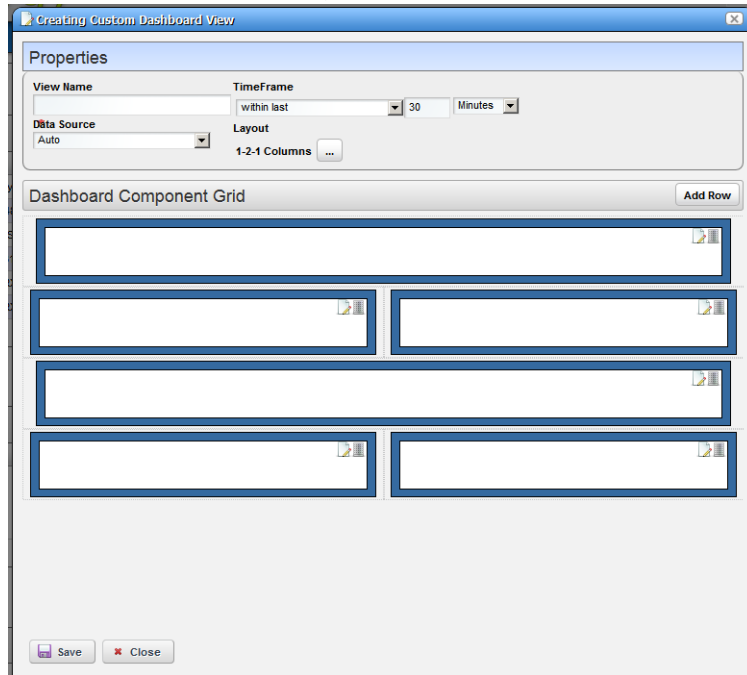 Creating Custom Dashboard View
Properties
View Name
TimeFrame
within last
30
Minutes
Data Source
Auto
Layout
1-2-1 Columns
...
Dashboard Component Grid
Add Row
Save
Close